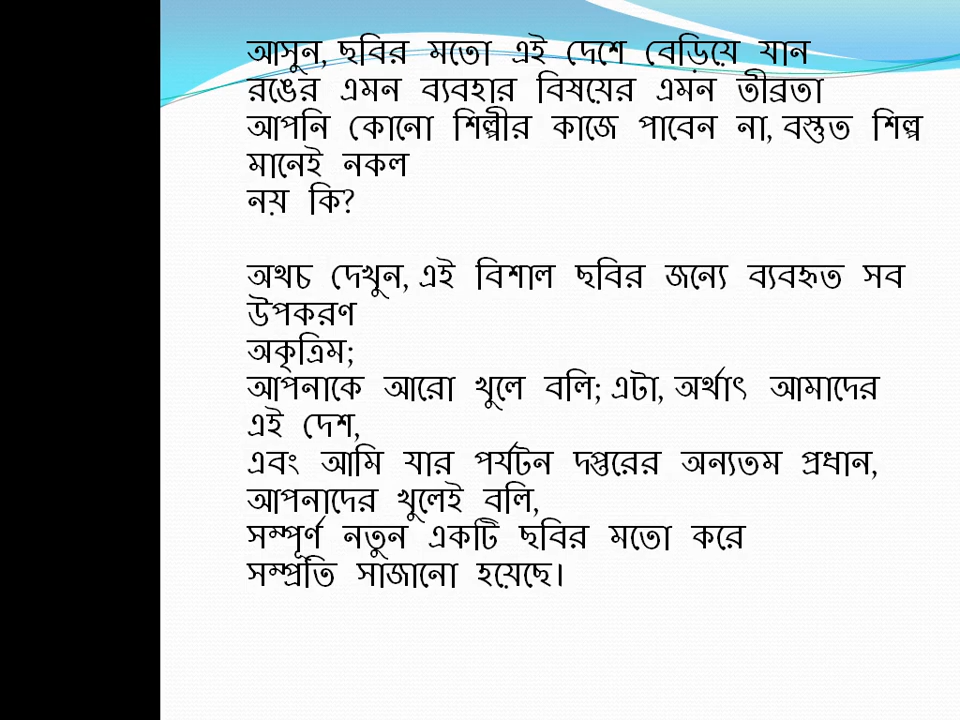 আসুন, ছবির মতো এই দেশে বেড়িয়ে যান
রঙের এমন ব্যবহার বিষয়ের এমন তীব্রতা
আপনি কোনো শিল্পীর কাজে পাবেন না, বস্তুত শিল্প
মানেই নকল
নয় কি?
অথচ দেখুন, এই বিশাল ছবির জন্যে ব্যবহৃত সব
উপকরণ
অকৃত্রিম;
আপনাকে আরো খুলে বলি; এটা, অর্থাৎ আমাদের
এই দেশ,
এবং আমি যার পর্যটন দপ্তরের অন্যতম প্রধান,
আপনাদের খুলেই বলি,
সম্পূর্ণ নতুন একটি ছবির মতো করে
সম্প্রতি সাজানো হয়েছে।